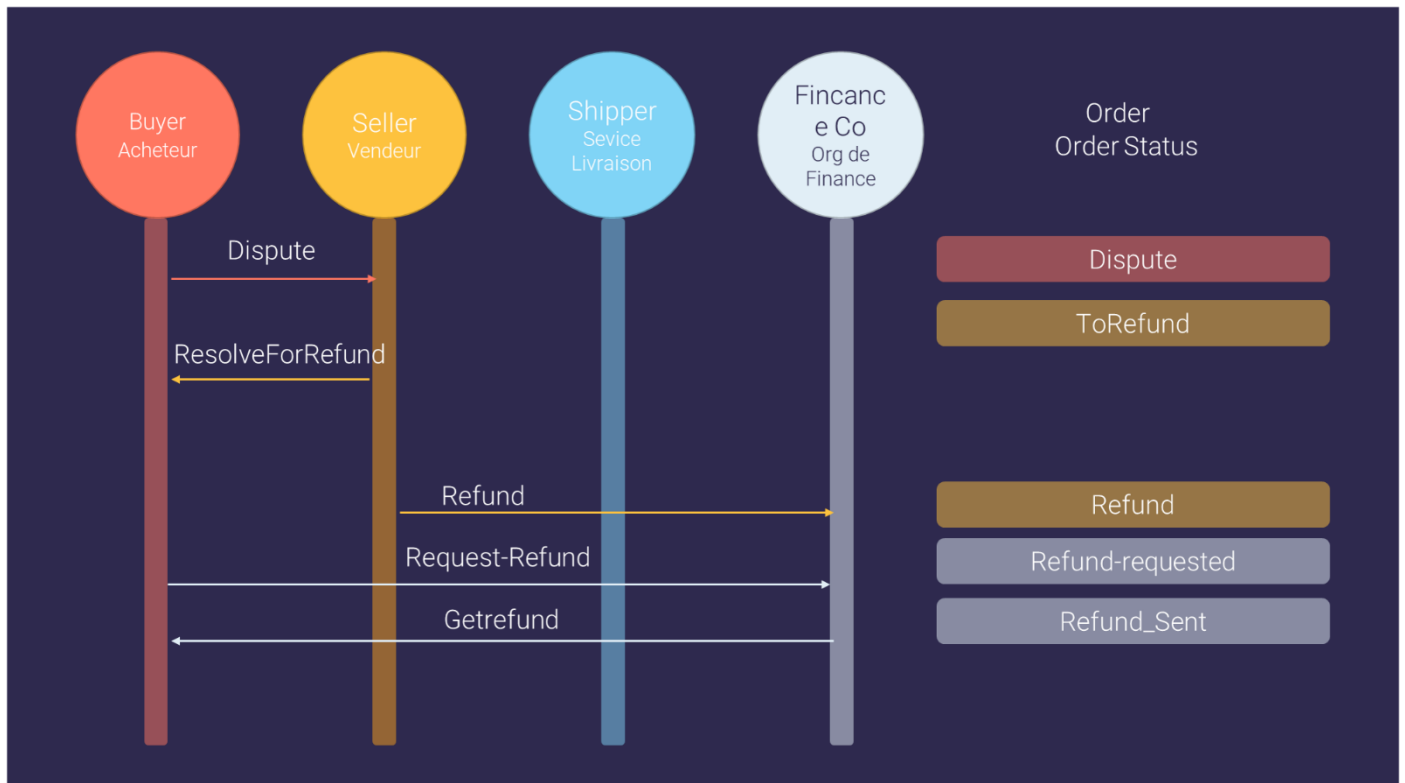 Buyer
Acheteur
Seller
Vendeur
Shipper
Sevice
Livraison
Fincanc
e Co
Org de
Finance
Order
Order Status
Dispute
Dispute
ToRefund
ResolveForRefund
Refund
Refund
Request-Refund
Refund-requested
Getrefund
Refund_Sent